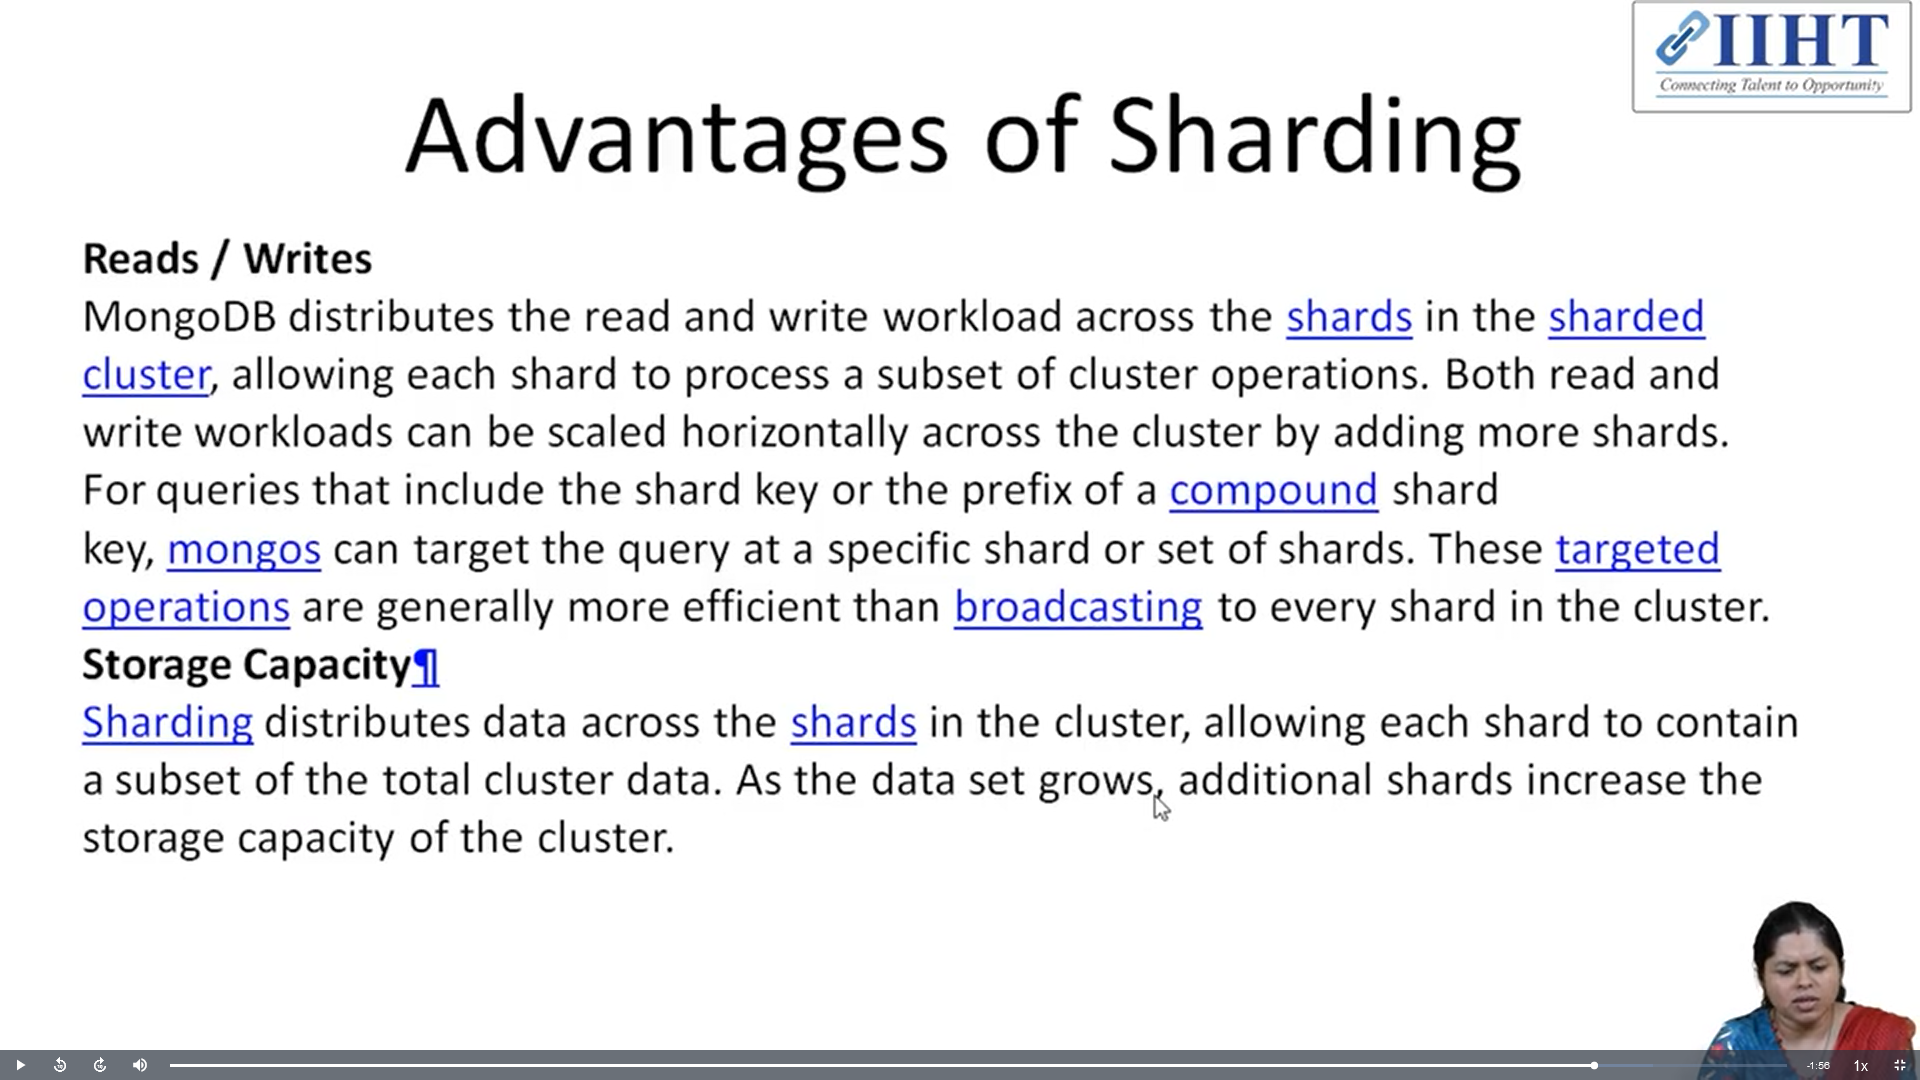 IIHT
Connecting Talent to Opportunity
Advantages of Sharding
Reads / Writes
MongoDB distributes the read and write workload across the shards in the sharded
cluster, allowing each shard to process a subset of cluster operations. Both read and
write workloads can be scaled horizontally across the cluster by adding more shards.
For queries that include the shard key or the prefix of a compound shard
key, mongos can target the query at a specific shard or set of shards. These targeted
operations are generally more efficient than broadcasting to every shard in the cluster.
Storage Capacity¶
Sharding distributes data across the shards in the cluster, allowing each shard to contain
a subset of the total cluster data. As the data set grows, additional shards increase the
storage capacity of the cluster.
-1:56
1x